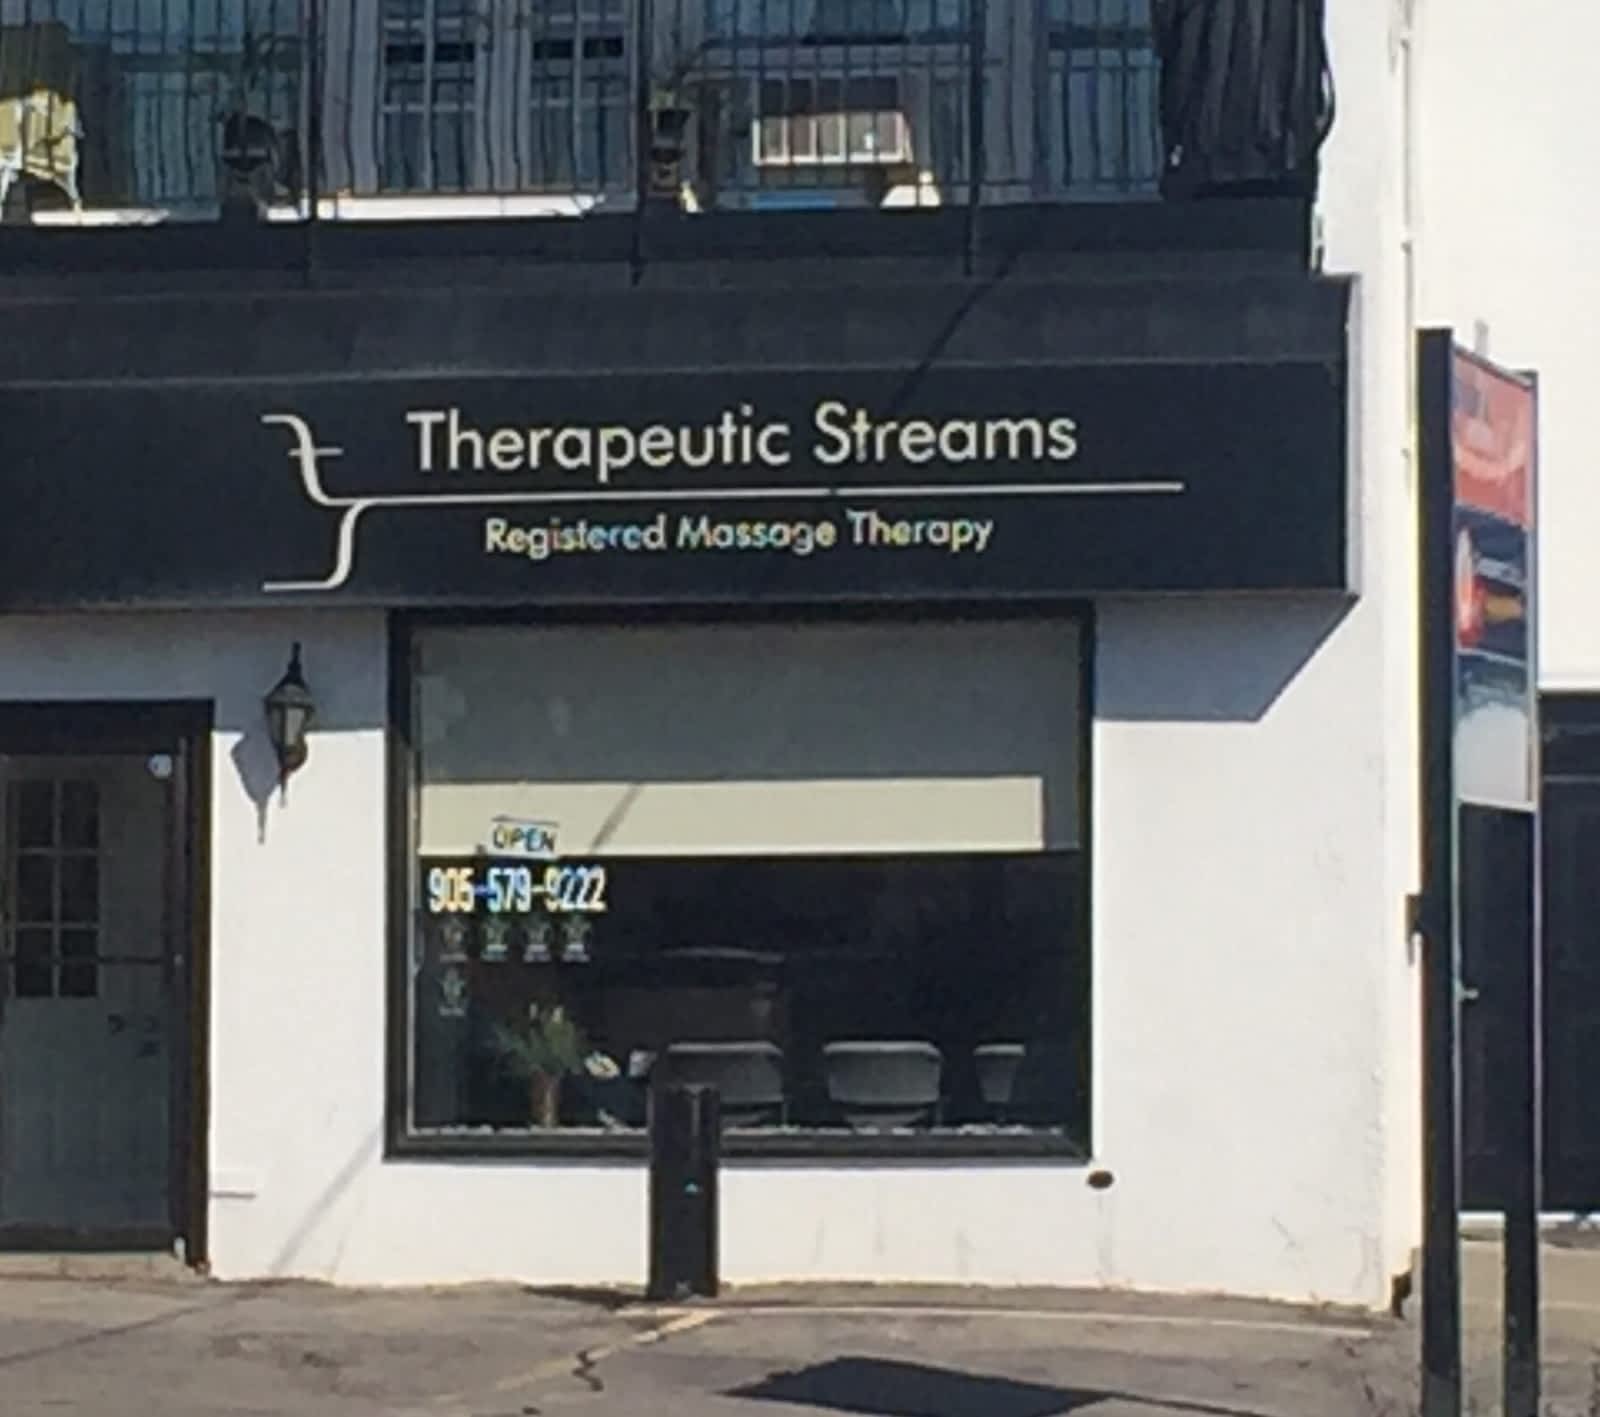 Therapeutic Streams
Registered Massage Therapy
OPEN
905-579-9222